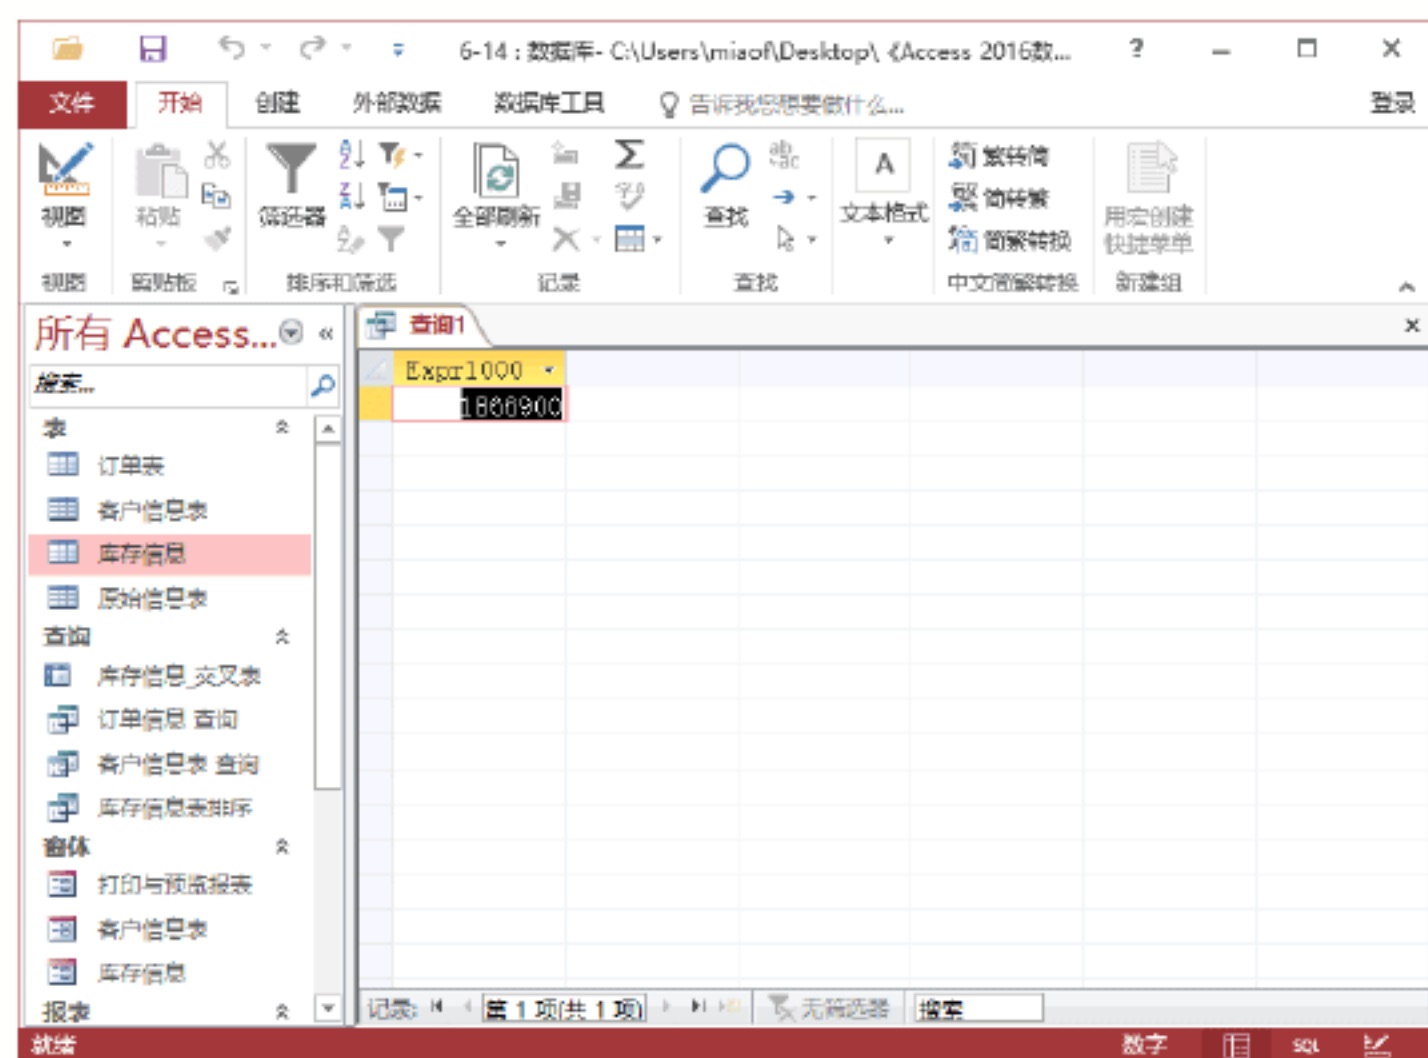 6-14 : 数据库- C:\Users\miaof\Desktop\《Access 2016数... ?
文件 开始 创建 外部数据 数据库工具 告诉我您想要做什么... 登录
视图 粘贴 筛选器 全部刷新 查找 文本格式 繁转简 简转繁 简繁转换 用宏创建快捷菜单
视图 剪贴板 排序和筛选 记录 查找 中文简繁转换 新建组
所有 Access... «
查询1
搜索...
Expr1000
1866900
表
订单表
客户信息表
库存信息
原始信息表
查询
库存信息_交叉表
订单信息 查询
客户信息表 查询
库存信息表排序
窗体
打印与预览报表
客户信息表
库存信息
报表
记录: 第 1 项(共 1 项) 无筛选器 搜索
就绪 数字 SQL